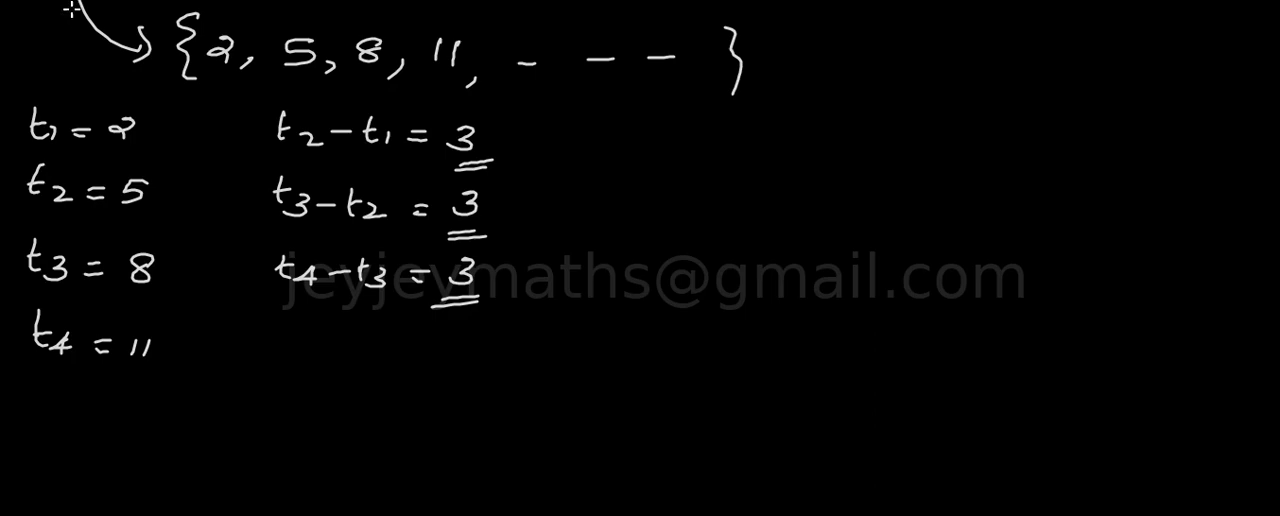 {2, 5, 8, 11, - - - }
t1 = 2 t2 - t1 = 3
t2 = 5 t3 - t2 = 3
t3 = 8 t4 - t3 = 3
jeyjeymaths@gmail.com
t4 = 11